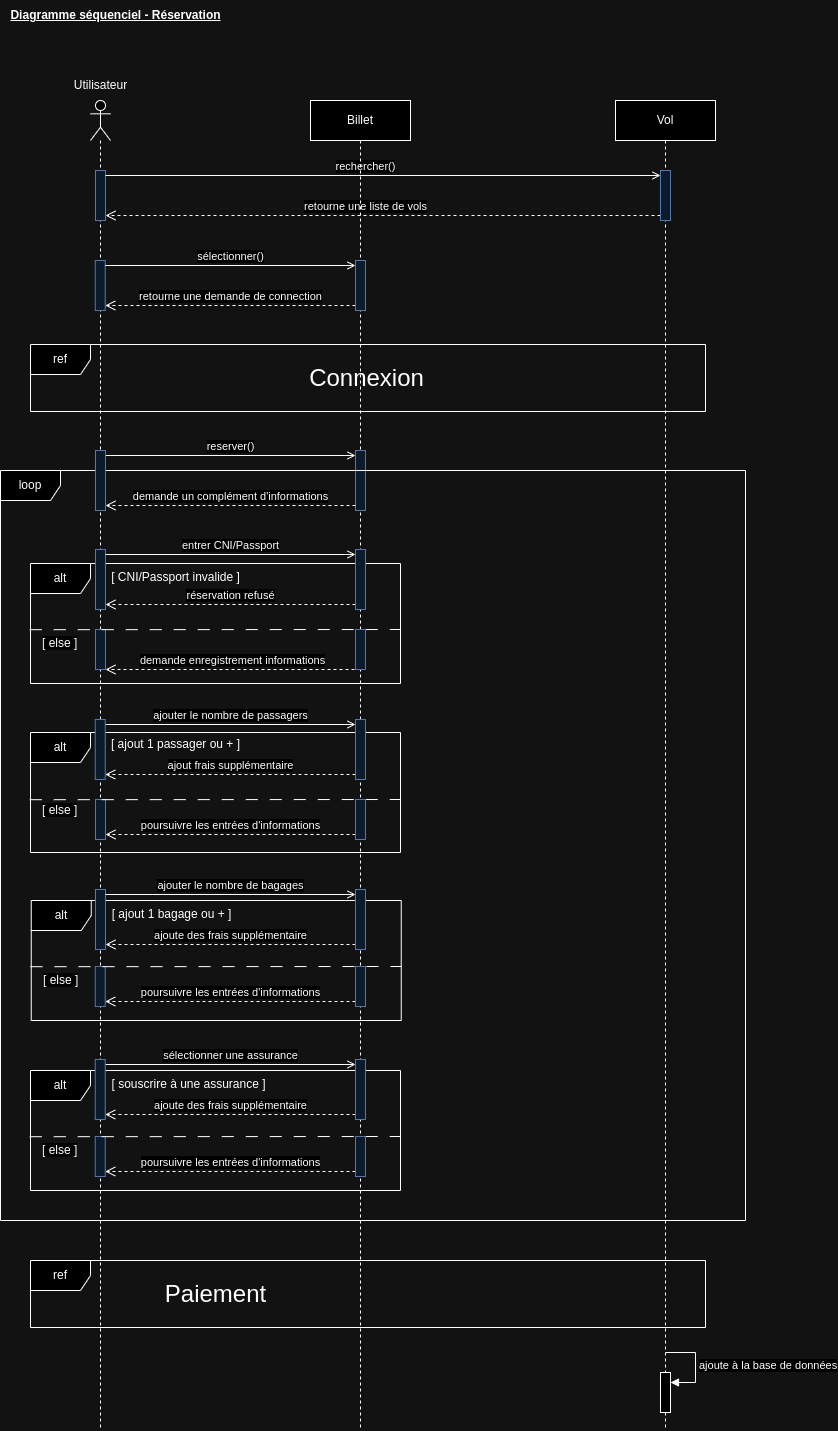 Diagramme séquenciel - Réservation
Utilisateur
Billet
Vol
rechercher()
retourne une liste de vols
sélectionner()
retourne une demande de connection
ref
Connexion
reserver()
loop
demande un complément d'informations
entrer CNI/Passport
alt
[ CNI/Passport invalide ]
réservation refusé
[ else ]
demande enregistrement informations
ajouter le nombre de passagers
alt
[ ajout 1 passager ou + ]
ajout frais supplémentaire
[ else ]
poursuivre les entrées d'informations
ajouter le nombre de bagages
alt
[ ajout 1 bagage ou + ]
ajoute des frais supplémentaire
[ else ]
poursuivre les entrées d'informations
sélectionner une assurance
alt
[ souscrire à une assurance ]
ajoute des frais supplémentaire
[ else ]
poursuivre les entrées d'informations
ref
Paiement
ajoute à la base de données